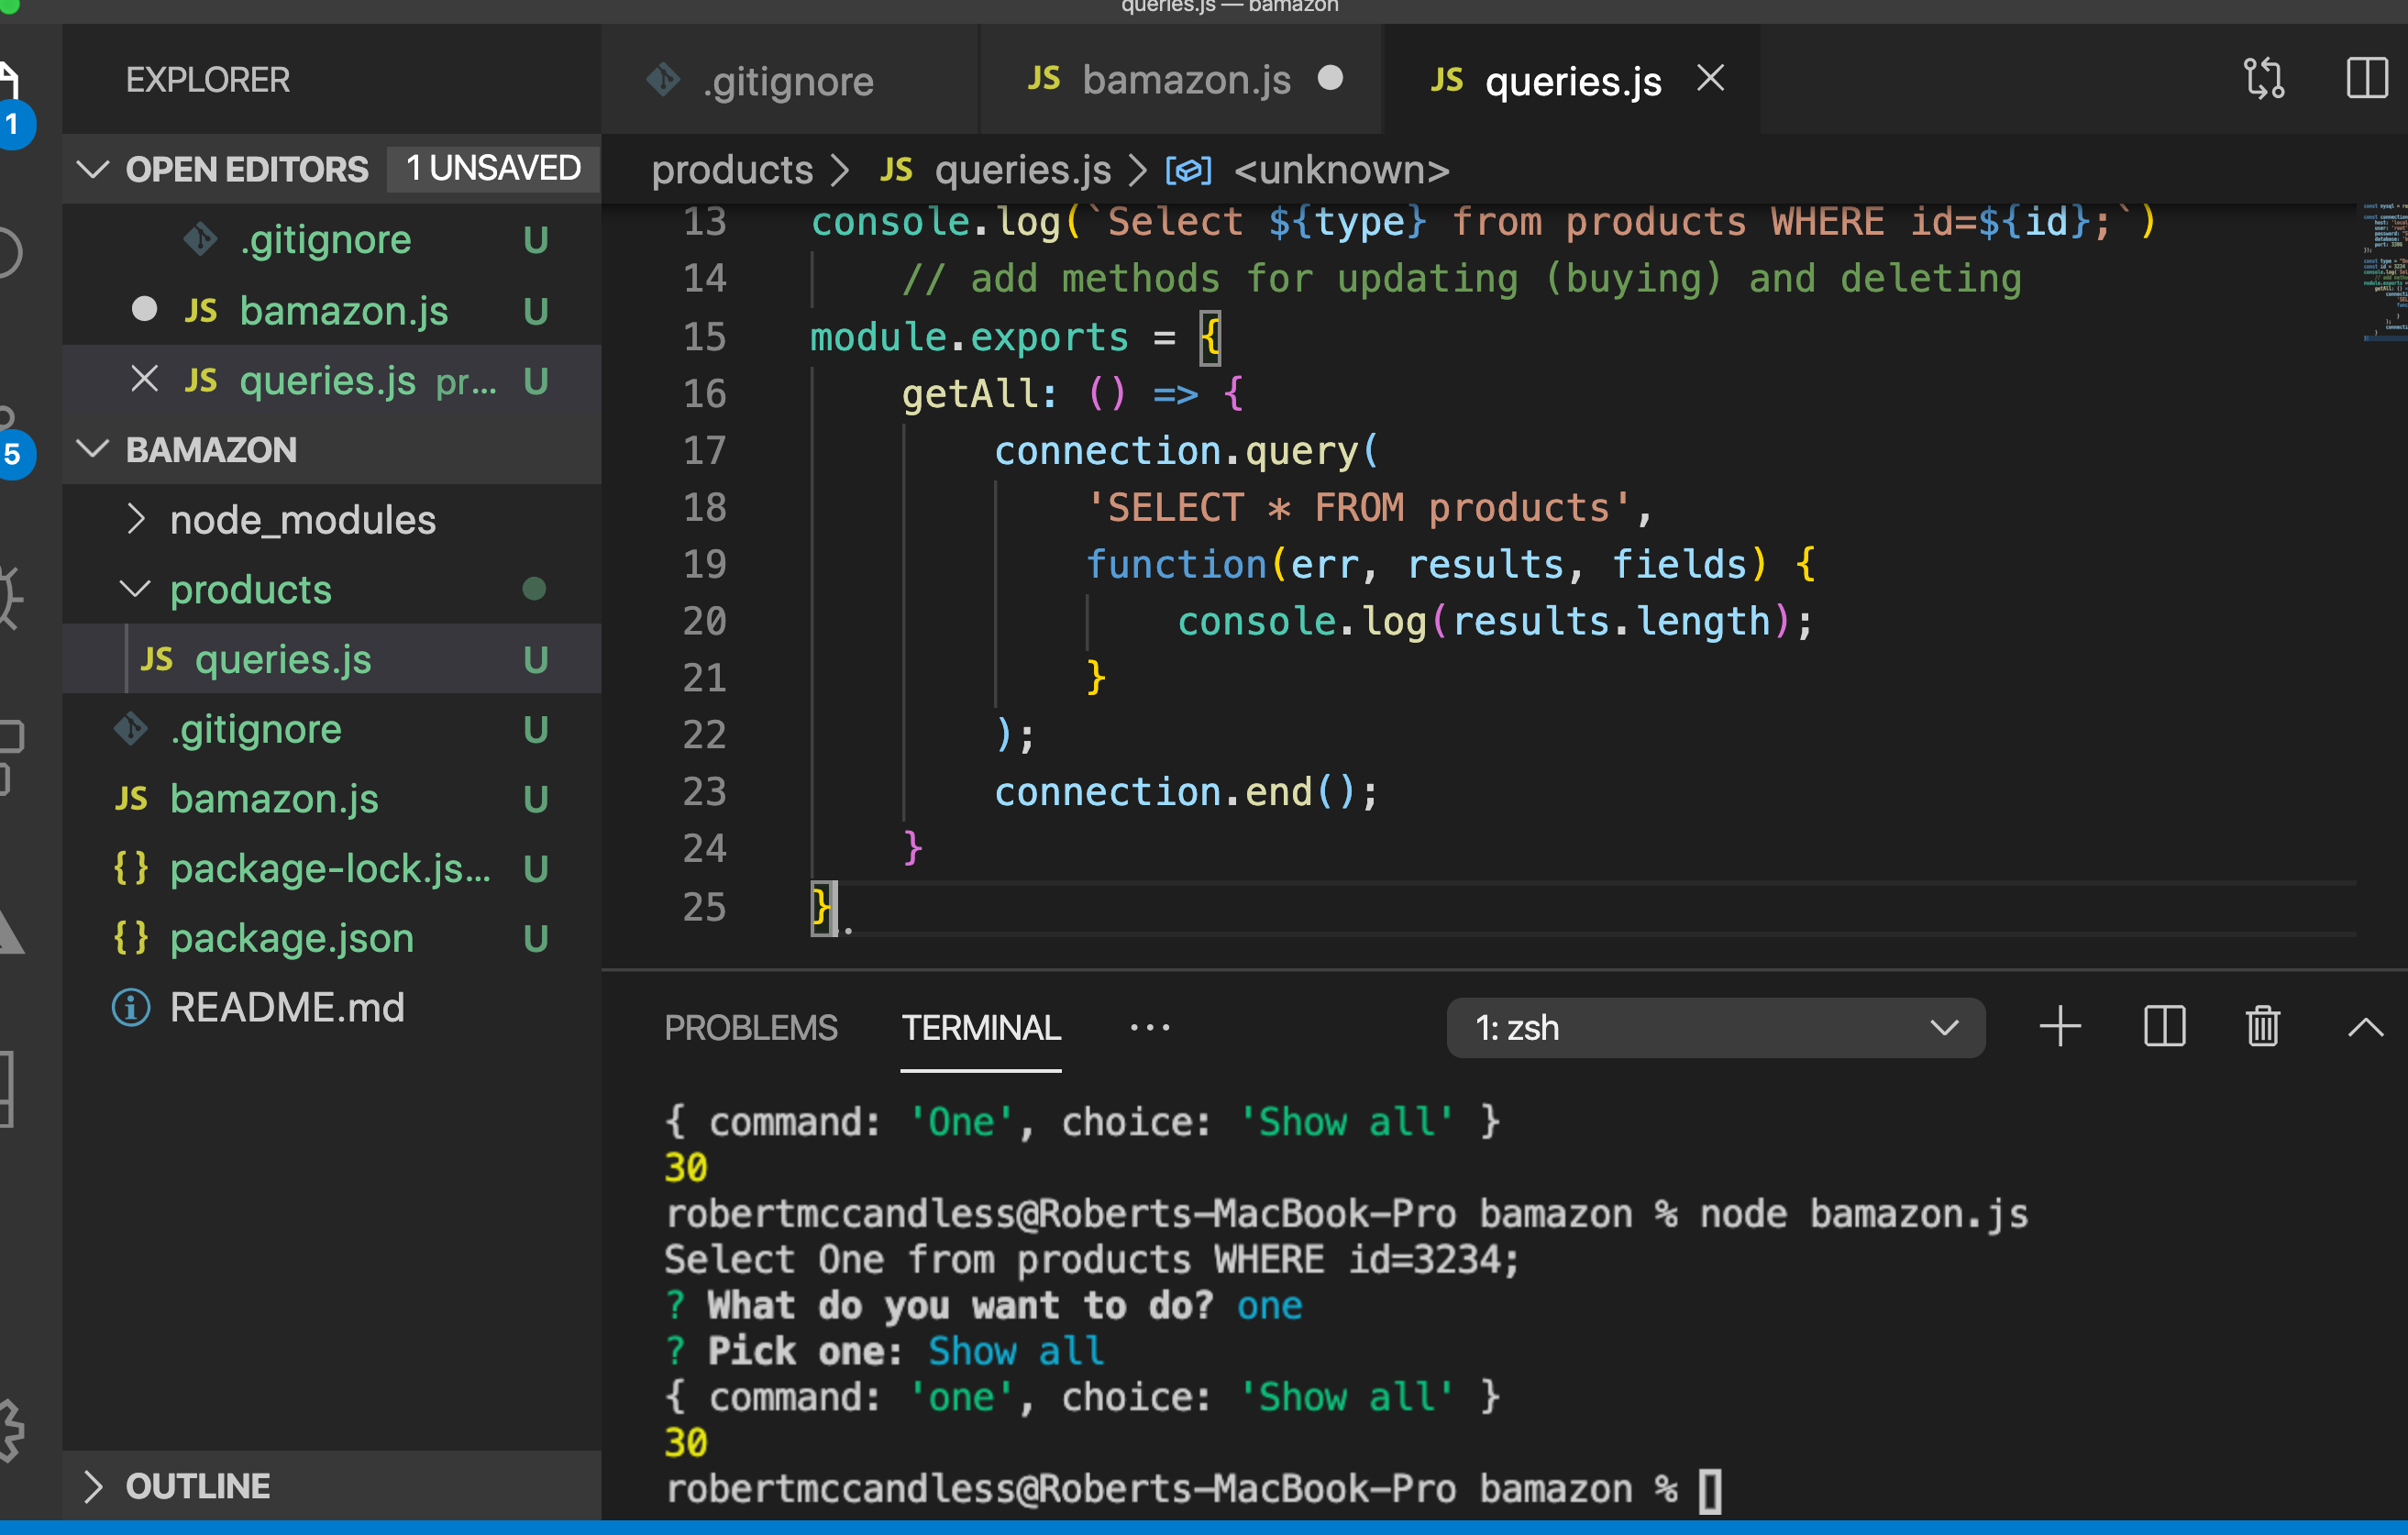 queries.js — bamazon
EXPLORER
.gitignore
JS bamazon.js
JS queries.js
1
OPEN EDITORS
1 UNSAVED
products > JS queries.js > <unknown>
.gitignore U
JS bamazon.js U
JS queries.js pr... U
5
BAMAZON
node_modules
products
JS queries.js U
.gitignore U
JS bamazon.js U
{ } package-lock.js... U
{ } package.json U
README.md
OUTLINE
13 console.log(`Select ${type} from products WHERE id=${id};`)
14 // add methods for updating (buying) and deleting
15 module.exports = {
16 getAll: () => {
17 connection.query(
18 'SELECT * FROM products',
19 function(err, results, fields) {
20 console.log(results.length);
21 }
22 );
23 connection.end();
24 }
25 }.
PROBLEMS
TERMINAL
...
1: zsh
{ command: 'One', choice: 'Show all' }
30
robertmccandless@Roberts-MacBook-Pro bamazon % node bamazon.js
Select One from products WHERE id=3234;
? What do you want to do? one
? Pick one: Show all
{ command: 'one', choice: 'Show all' }
30
robertmccandless@Roberts-MacBook-Pro bamazon %